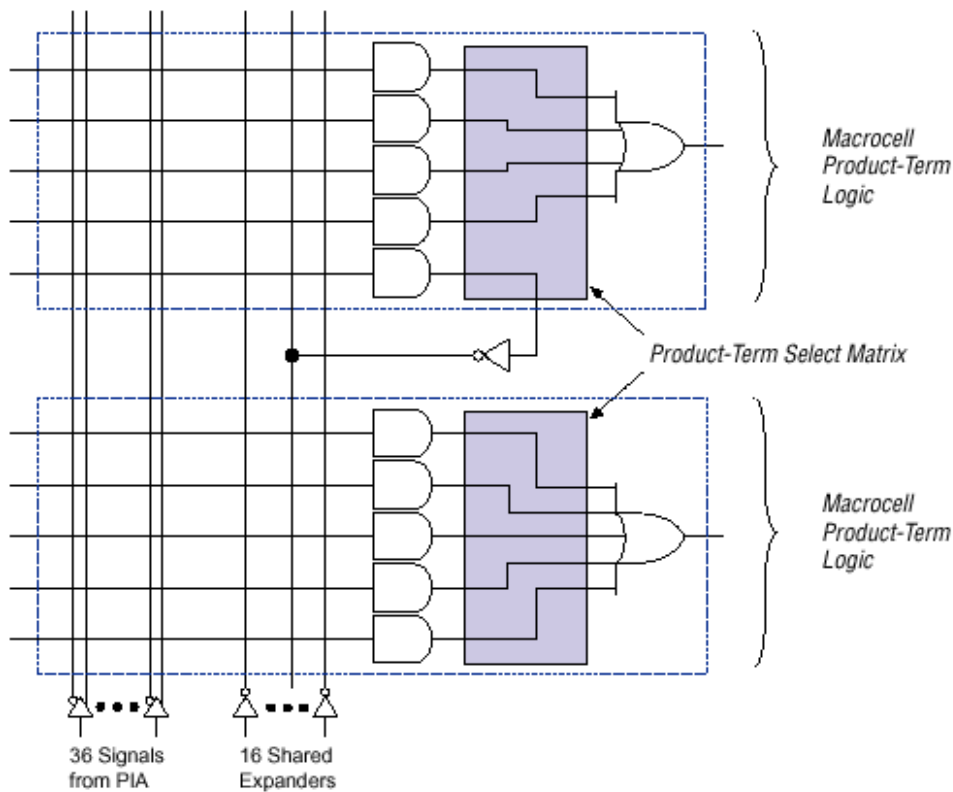 Macrocell
Product-Term
Logic
Product-Term Select Matrix
Macrocell
Product-Term
Logic
36 Signals
from PIA
16 Shared
Expanders